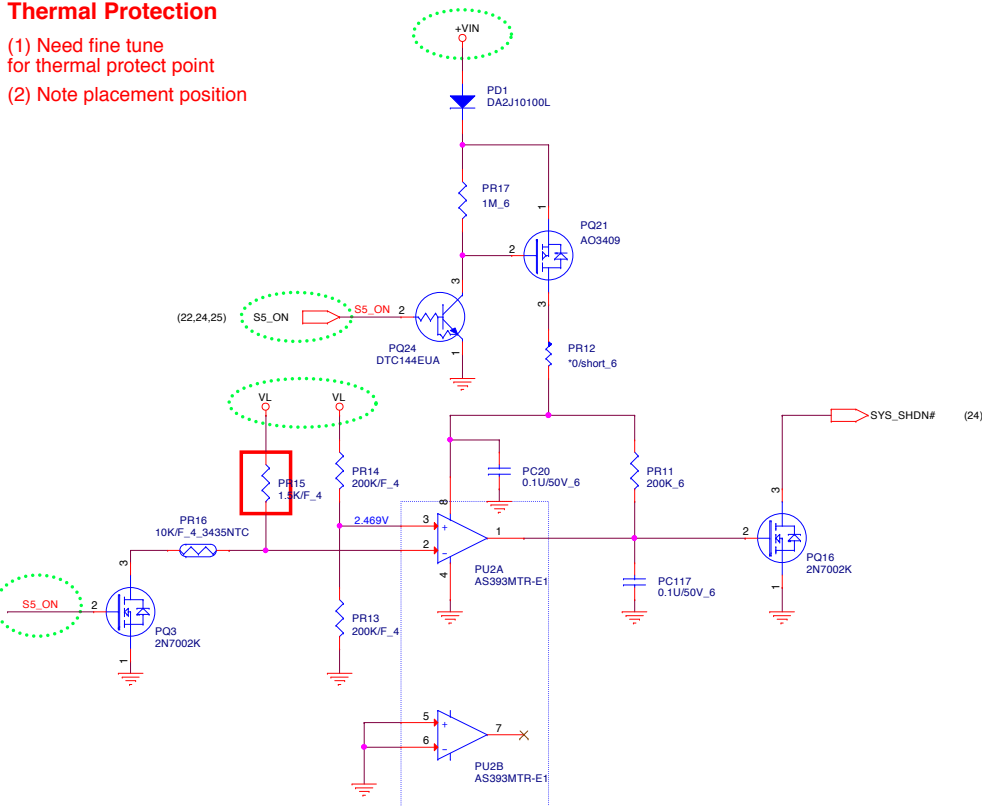 Thermal Protection
(1) Need fine tune
for thermal protect point
(2) Note placement position
+VIN
PD1
DA2J10100L
PR17
1M_6
1
PQ21
AO3409
2
3
3
(22,24,25)
S5_ON
S5_ON
2
PQ24
DTC144EUA
1
PR12
*0/short_6
VL
VL
SYS_SHDN#
(24)
PR15
1.5K/F_4
PR14
200K/F_4
PC20
0.1U/50V_6
PR11
200K_6
8
3
PR16
10K/F_4_3435NTC
2.469V
3
+
1
2
-
2
PQ16
2N7002K
3
4
PU2A
AS393MTR-E1
PC117
0.1U/50V_6
1
S5_ON
2
PQ3
2N7002K
1
PR13
200K/F_4
5
+
7
6
-
PU2B
AS393MTR-E1